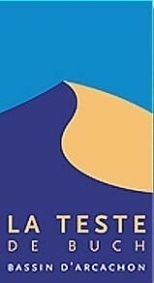 LA TESTE
DE BUCH
BASSIN D'ARCACHON